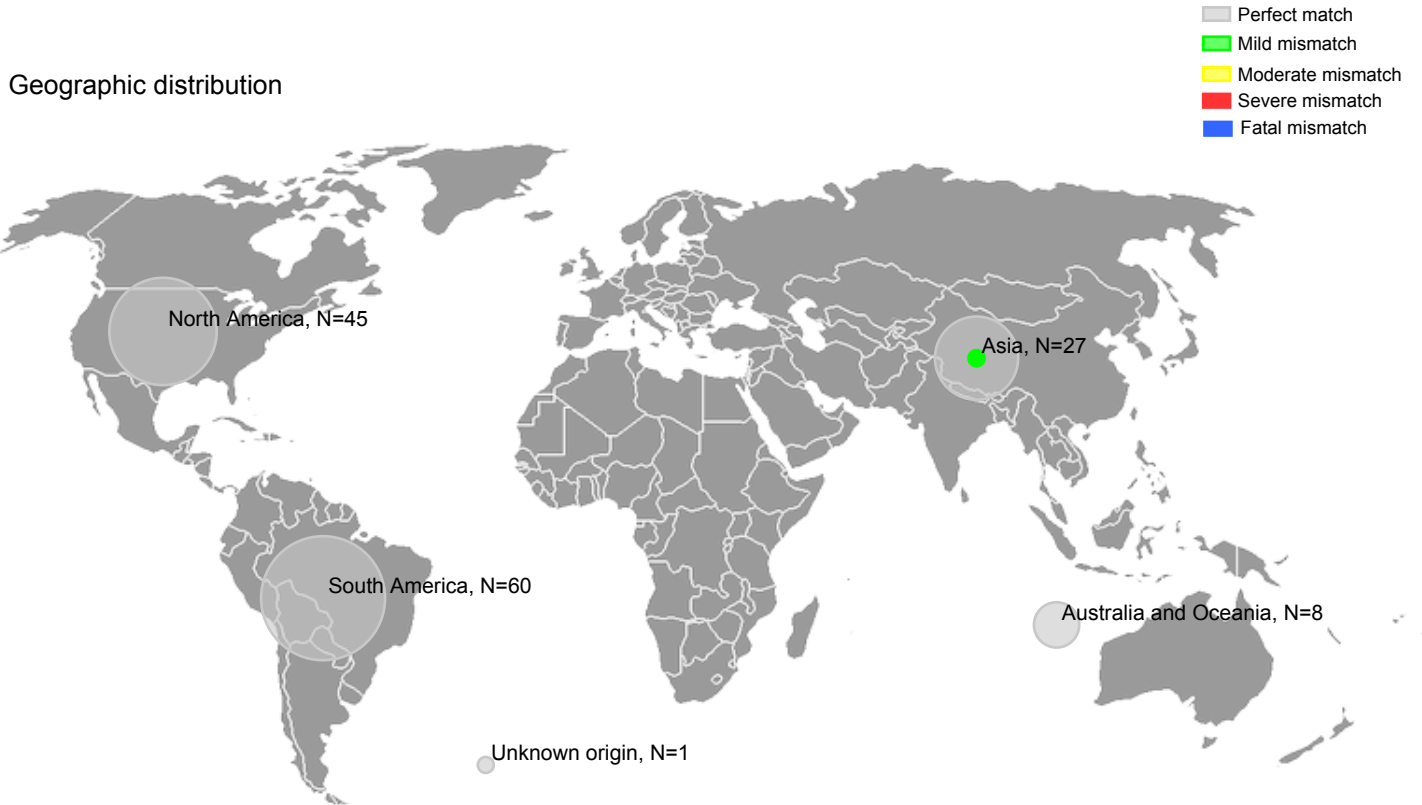 Perfect match
Mild mismatch
Moderate mismatch
Severe mismatch
Fatal mismatch
Geographic distribution
North America, N=45
Asia, N=27
South America, N=60
Australia and Oceania, N=8
Unknown origin, N=1